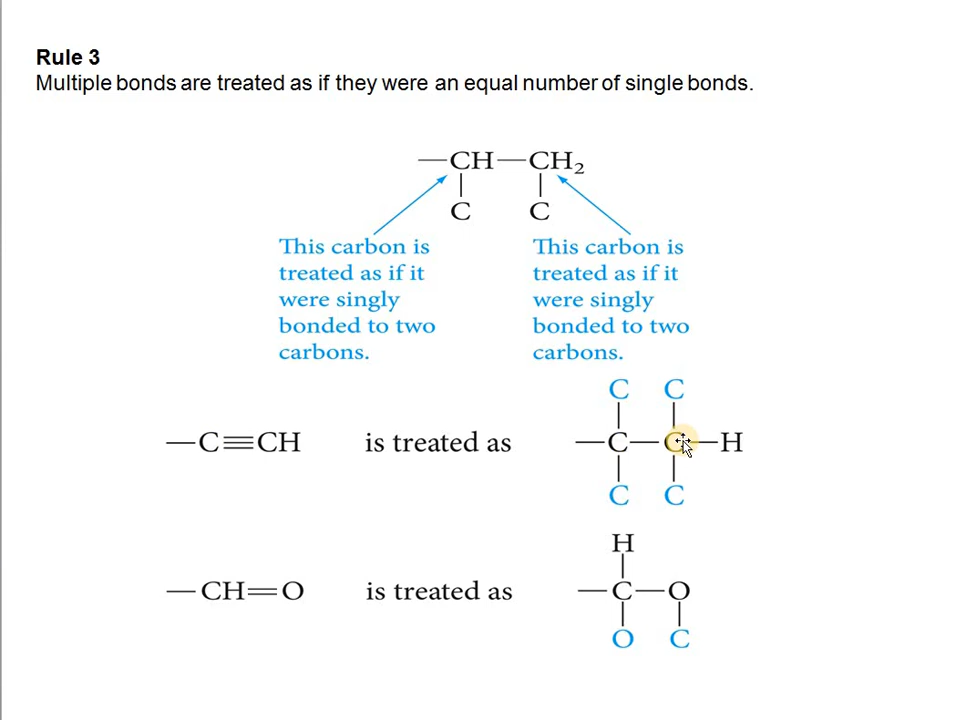 Rule 3
Multiple bonds are treated as if they were an equal number of single bonds.
—CH—CH₂
| |
C C
This carbon is treated as if it were singly bonded to two carbons.
This carbon is treated as if it were singly bonded to two carbons.
C C
| |
—C≡CH is treated as —C—C—H
| |
C C
H
|
—CH=O is treated as —C—O
| |
O C